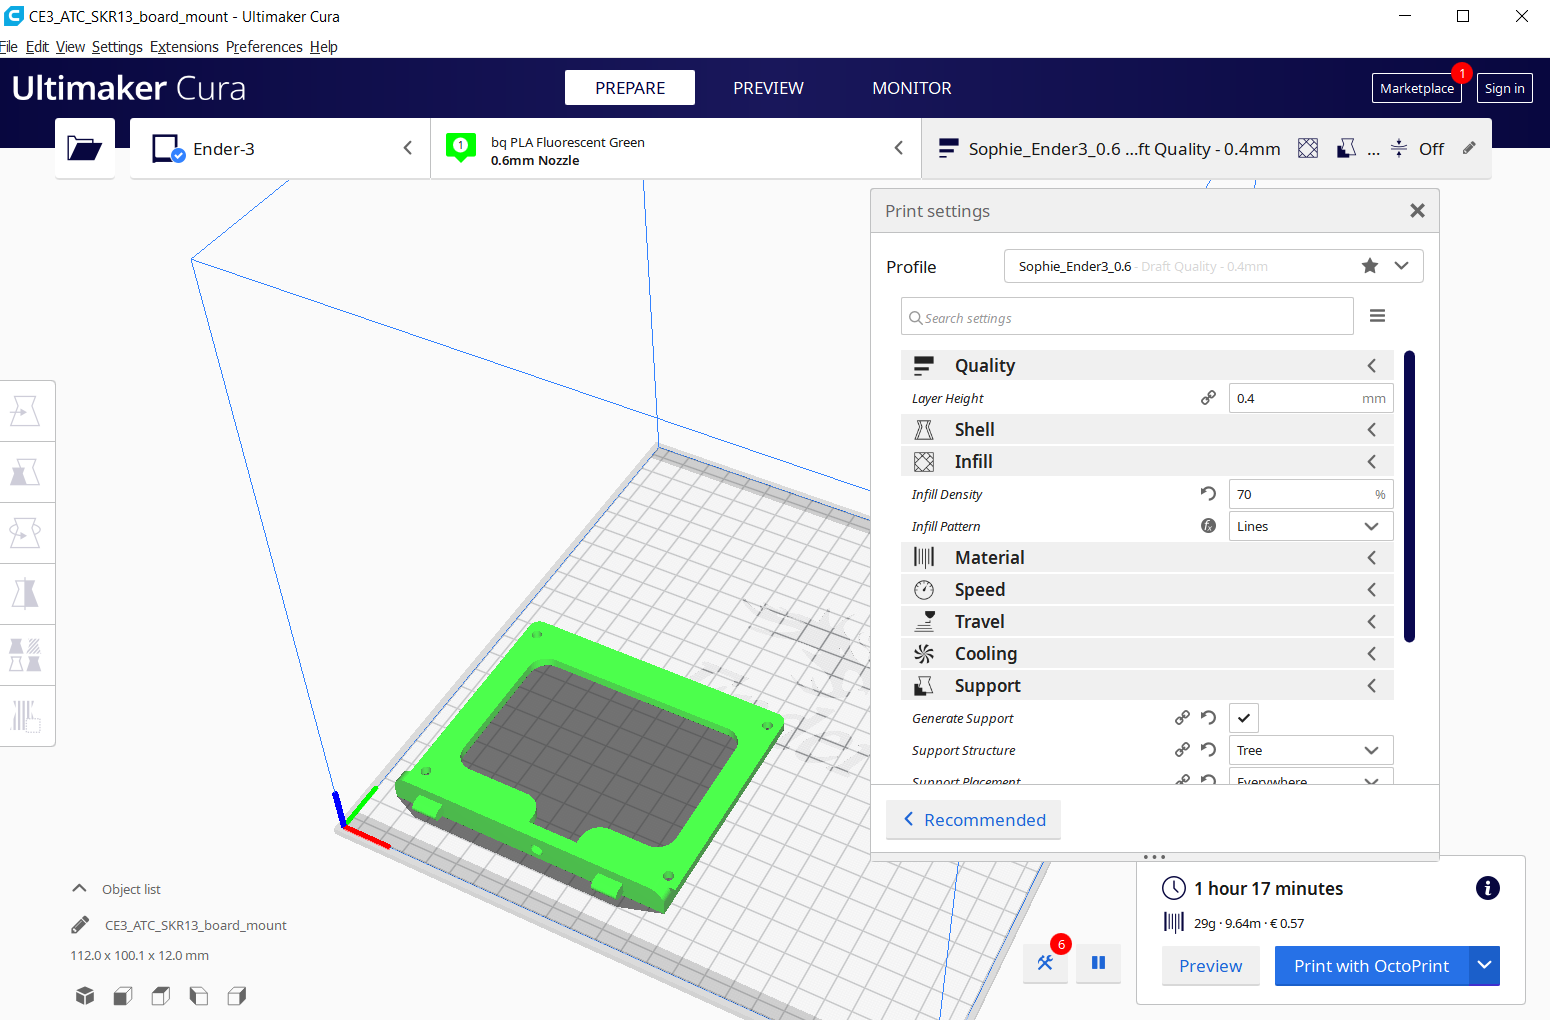 CE3_ATC_SKR13_board_mount - Ultimaker Cura
File Edit View Settings Extensions Preferences Help
Ultimaker Cura
PREPARE
PREVIEW
MONITOR
Marketplace
1
Sign in
Ender-3
1
bq PLA Fluorescent Green
0.6mm Nozzle
Sophie_Ender3_0.6 ...ft Quality - 0.4mm
...
Off
Print settings
Profile
Sophie_Ender3_0.6 - Draft Quality - 0.4mm
Search settings
Quality
Layer Height
0.4
mm
Shell
Infill
Infill Density
70
%
Infill Pattern
Lines
Material
Speed
Travel
Cooling
Support
Generate Support
Support Structure
Tree
Support Placement
Everywhere
Recommended
Object list
CE3_ATC_SKR13_board_mount
112.0 x 100.1 x 12.0 mm
6
1 hour 17 minutes
29g · 9.64m · € 0.57
Preview
Print with OctoPrint